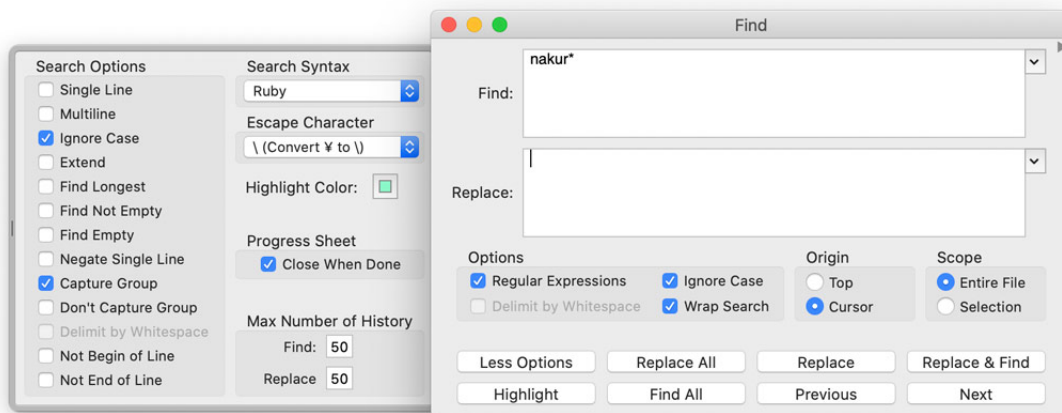 Search Options
Single Line
Multiline
Ignore Case
Extend
Find Longest
Find Not Empty
Find Empty
Negate Single Line
Capture Group
Don't Capture Group
Delimit by Whitespace
Not Begin of Line
Not End of Line
Search Syntax
Ruby
Escape Character
\ (Convert ¥ to \)
Highlight Color:
Progress Sheet
Close When Done
Max Number of History
Find: 50
Replace 50
Find
Find: nakur*
Replace:
Options
Regular Expressions Ignore Case
Delimit by Whitespace Wrap Search
Origin
Top
Cursor
Scope
Entire File
Selection
Less Options Replace All Replace Replace & Find
Highlight Find All Previous Next